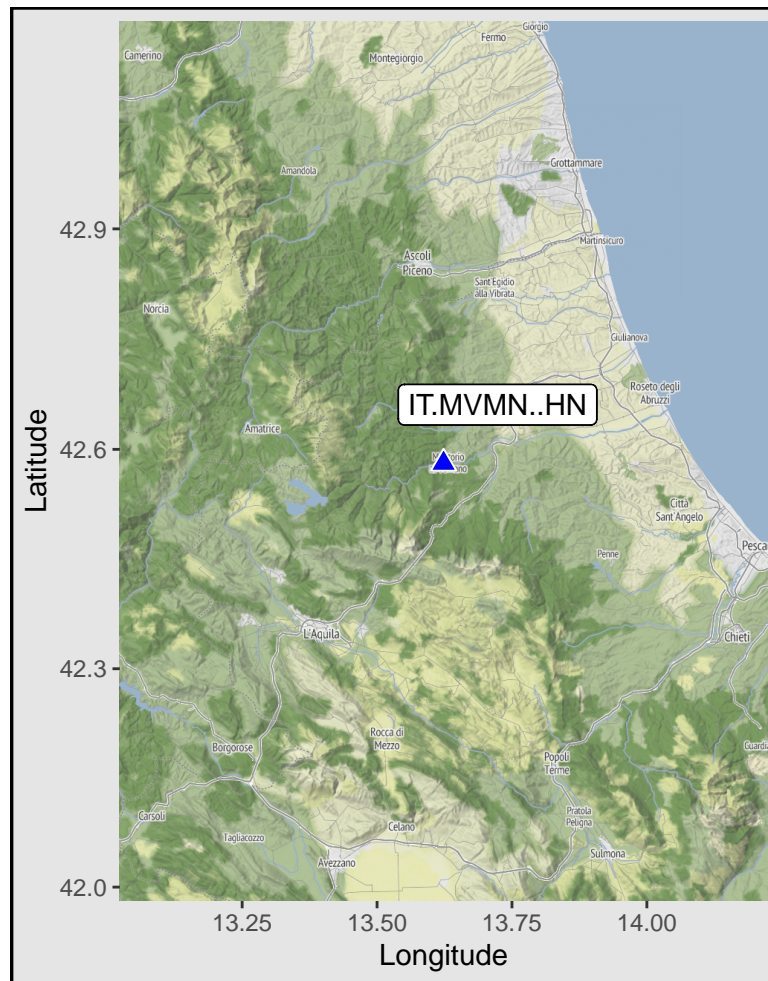 Giorgio
Fermo
Camerino
Montegiorgio
Grottammare
Amandola
42.9
Martinsicuro
Ascoli
Piceno
Sant'Egidio
alla Vibrata
Norcia
Giulianova
Roseto degli
Abruzzi
IT.MVMN..HN
Amatrice
42.6
Latitude
Città
Sant'Angelo
Penne
L'Aquila
Chieti
42.3
Rocca di
Mezzo
Borgorose
Popoli
Terme
Carsoli
Pratola
Peligna
Celano
Tagliacozzo
Sulmona
Avezzano
42.0
13.25
13.50
13.75
14.00
Longitude